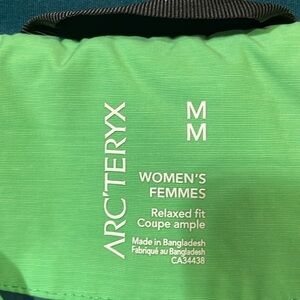 ARC'TERYX
M
M
WOMEN'S
FEMMES
Relaxed fit
Coupe ample
Made in Bangladesh
Fabriqué au Bangladesh
CA34438